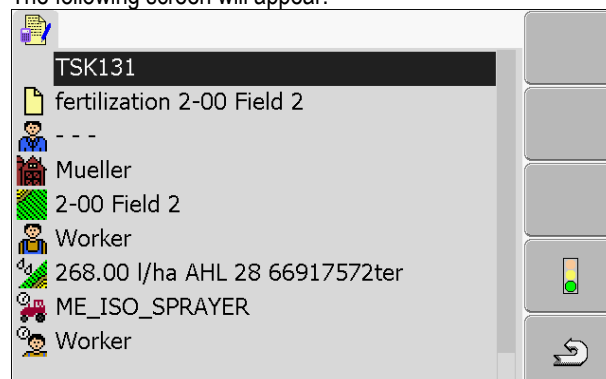 The following screen will appear:
TSK131
fertilization 2-00 Field 2
- - -
Mueller
2-00 Field 2
Worker
268.00 l/ha AHL 28 66917572ter
ME_ISO_SPRAYER
Worker